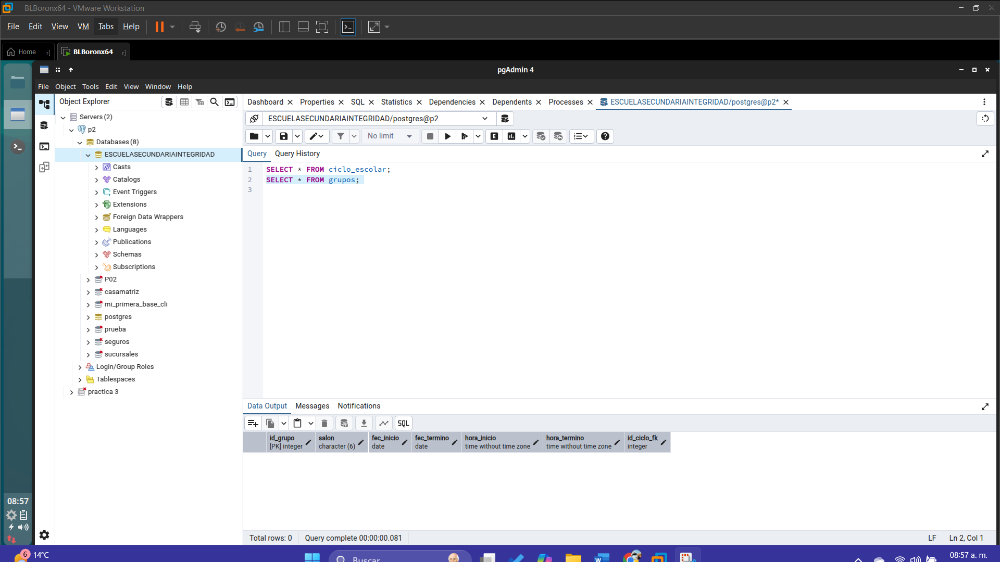 BLBoronx64 - VMware Workstation
File Edit View VM Tabs Help
Home
BLBoronx64
pgAdmin 4
File Object Tools Edit View Window Help
Object Explorer
Dashboard Properties SQL Statistics Dependencies Dependents Processes ESCUELASECUNDARIAINTEGRIDAD/postgres@p2*
Servers (2)
p2
Databases (8)
ESCUELASECUNDARIAINTEGRIDAD
Casts
Catalogs
Event Triggers
Extensions
Foreign Data Wrappers
Languages
Publications
Schemas
Subscriptions
P02
casamatriz
mi_primera_base_cli
postgres
prueba
seguros
sucursales
Login/Group Roles
Tablespaces
practica 3
ESCUELASECUNDARIAINTEGRIDAD/postgres@p2
No limit
E
Query Query History
1 SELECT * FROM ciclo_escolar;
2 SELECT * FROM grupos;
3
Data Output Messages Notifications
SQL
id_grupo salon fec_inicio fec_termino hora_inicio hora_termino id_ciclo_fk
[PK] integer character (6) date date time without time zone time without time zone integer
Total rows: 0 Query complete 00:00:00.081 LF Ln 2, Col 1
08:57
6 14°C
Buscar
08:57 a. m.